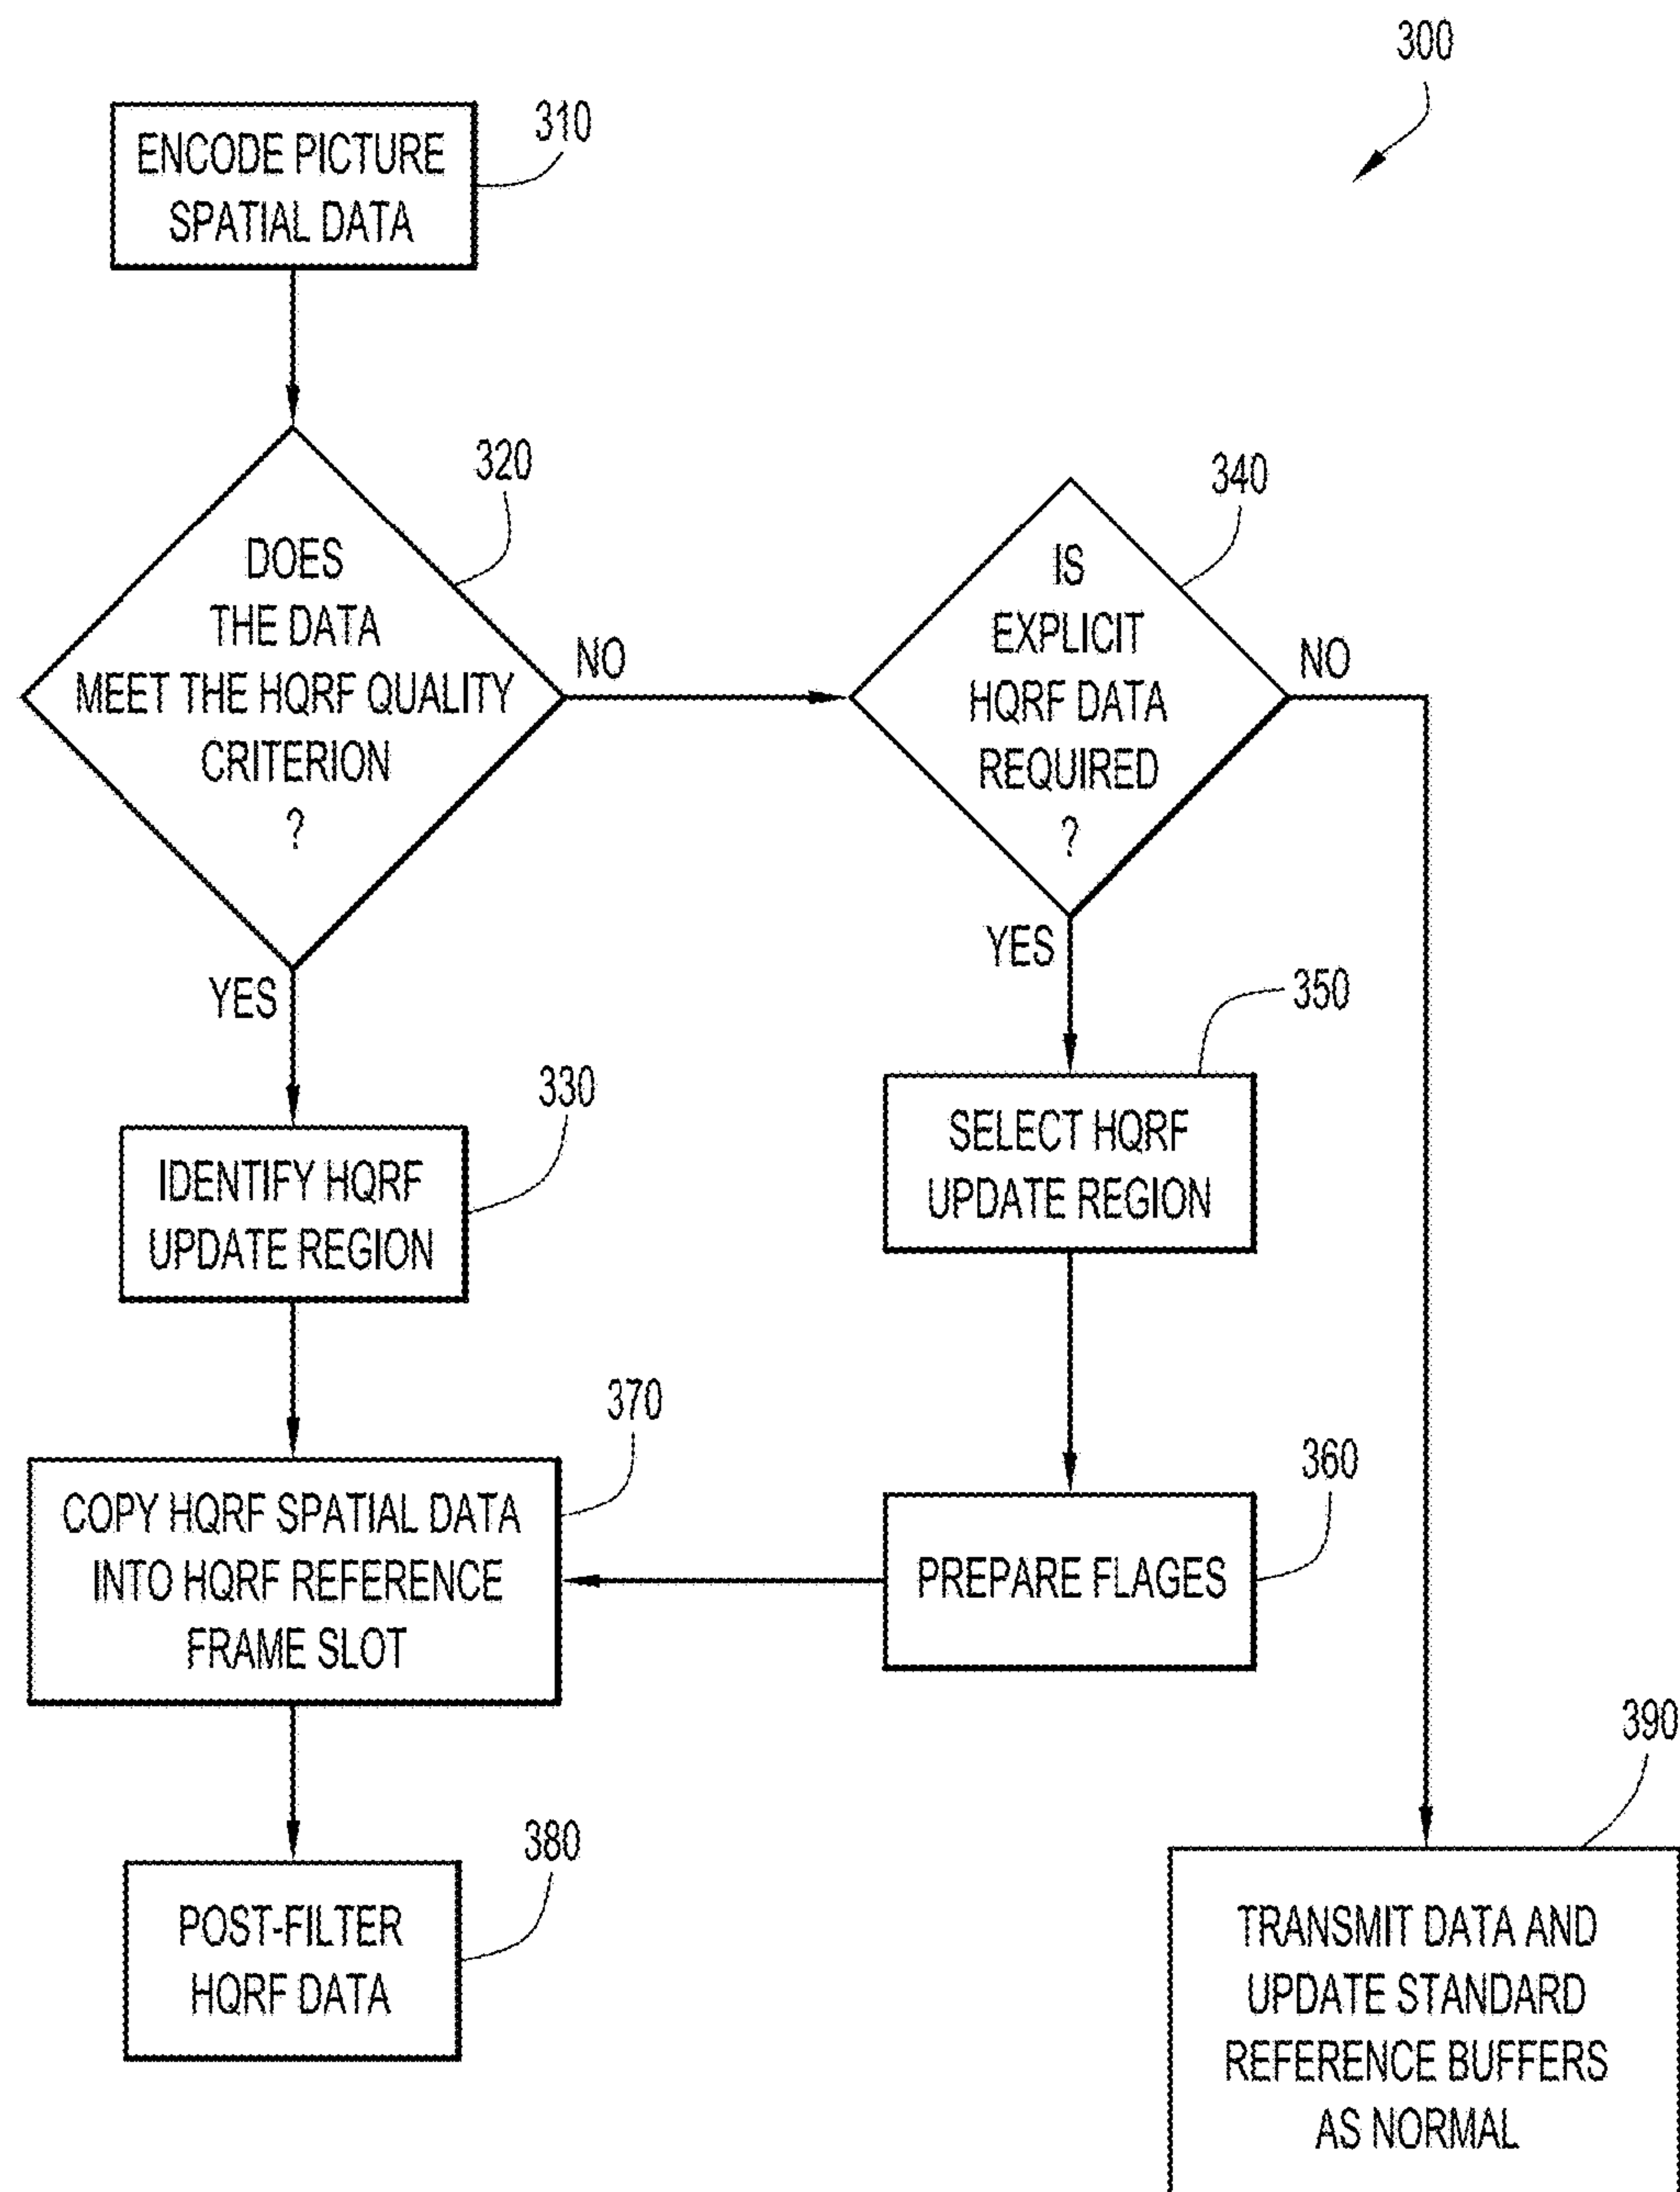 300
310
ENCODE PICTURE
SPATIAL DATA
320
DOES
THE DATA
MEET THE HQRF QUALITY
CRITERION
?
NO
YES
340
IS
EXPLICIT
HQRF DATA
REQUIRED
?
NO
YES
330
IDENTIFY HQRF
UPDATE REGION
350
SELECT HQRF
UPDATE REGION
370
COPY HQRF SPATIAL DATA
INTO HQRF REFERENCE
FRAME SLOT
360
PREPARE FLAGES
380
POST-FILTER
HQRF DATA
390
TRANSMIT DATA AND
UPDATE STANDARD
REFERENCE BUFFERS
AS NORMAL